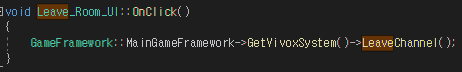 void Leave_Room_UI::OnClick()
{
GameFramework::MainGameFramework->GetVivoxSystem()->LeaveChannel();
}